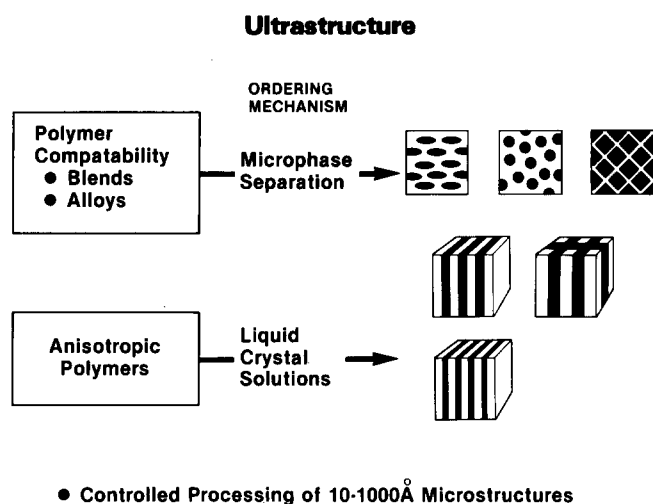 Ultrastructure
ORDERING
MECHANISM
Polymer
Compatability
● Blends
● Alloys
Microphase
Separation
Anisotropic
Polymers
Liquid
Crystal
Solutions
● Controlled Processing of 10-1000Å Microstructures